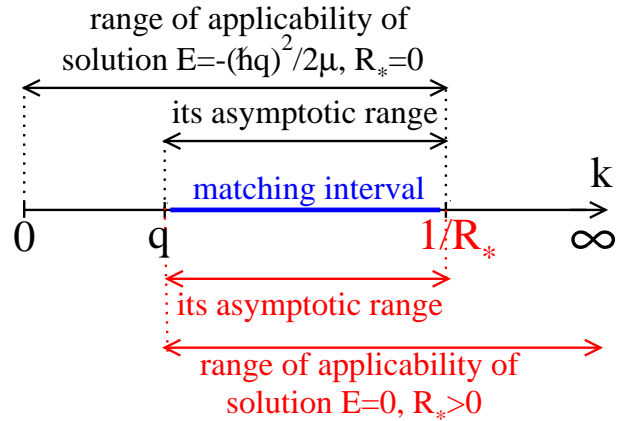 range of applicability of
solution E=-(ħq)²/2μ, R*=0
its asymptotic range
matching interval
k
0
q
1/R*
∞
its asymptotic range
range of applicability of
solution E=0, R*>0